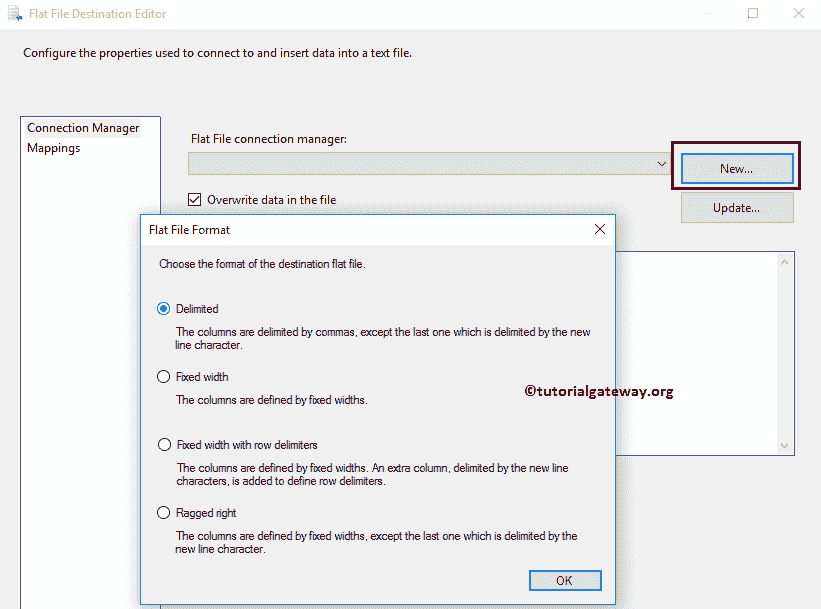 Flat File Destination Editor
Configure the properties used to connect to and insert data into a text file.
Connection Manager
Mappings
Flat File connection manager:
New...
Overwrite data in the file
Update...
Flat File Format
Choose the format of the destination flat file.
Delimited
The columns are delimited by commas, except the last one which is delimited by the new
line character.
Fixed width
The columns are defined by fixed widths.
©tutorialgateway.org
Fixed width with row delimiters
The columns are defined by fixed widths. An extra column, delimited by the new line
characters, is added to define row delimiters.
Ragged right
The columns are defined by fixed widths, except the last one which is delimited by the
new line character.
OK